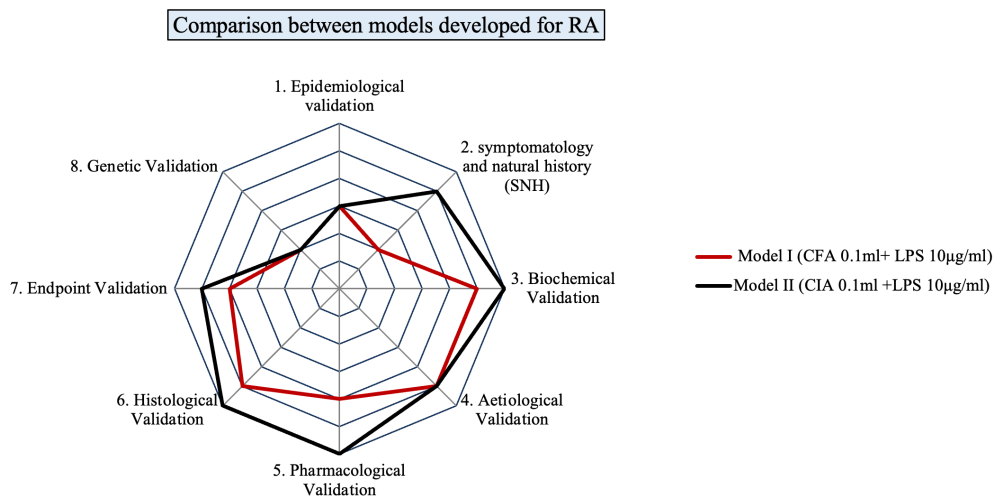 Comparison between models developed for RA
1. Epidemiological
validation
2. symptomatology
and natural history
(SNH)
3. Biochemical
Validation
4. Aetiological
Validation
5. Pharmacological
Validation
6. Histological
Validation
7. Endpoint Validation
8. Genetic Validation
Model I (CFA 0.1ml+ LPS 10µg/ml)
Model II (CIA 0.1ml +LPS 10µg/ml)